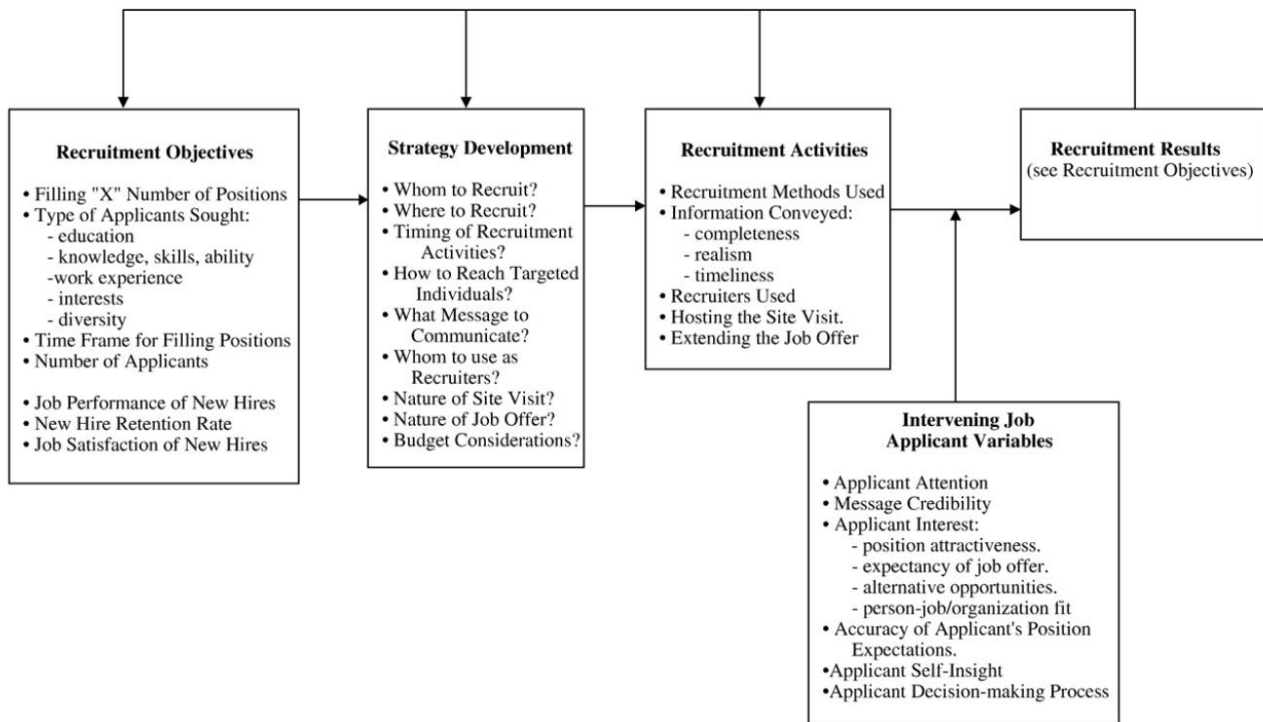 Recruitment Objectives
• Filling "X" Number of Positions
• Type of Applicants Sought:
- education
- knowledge, skills, ability
-work experience
- interests
- diversity
• Time Frame for Filling Positions
• Number of Applicants
• Job Performance of New Hires
• New Hire Retention Rate
• Job Satisfaction of New Hires
Strategy Development
• Whom to Recruit?
• Where to Recruit?
• Timing of Recruitment
Activities?
• How to Reach Targeted
Individuals?
• What Message to
Communicate?
• Whom to use as
Recruiters?
• Nature of Site Visit?
• Nature of Job Offer?
• Budget Considerations?
Recruitment Activities
• Recruitment Methods Used
• Information Conveyed:
- completeness
- realism
- timeliness
• Recruiters Used
• Hosting the Site Visit.
• Extending the Job Offer
Recruitment Results
(see Recruitment Objectives)
Intervening Job
Applicant Variables
• Applicant Attention
• Message Credibility
• Applicant Interest:
- position attractiveness.
- expectancy of job offer.
- alternative opportunities.
- person-job/organization fit
• Accuracy of Applicant's Position
Expectations.
•Applicant Self-Insight
•Applicant Decision-making Process